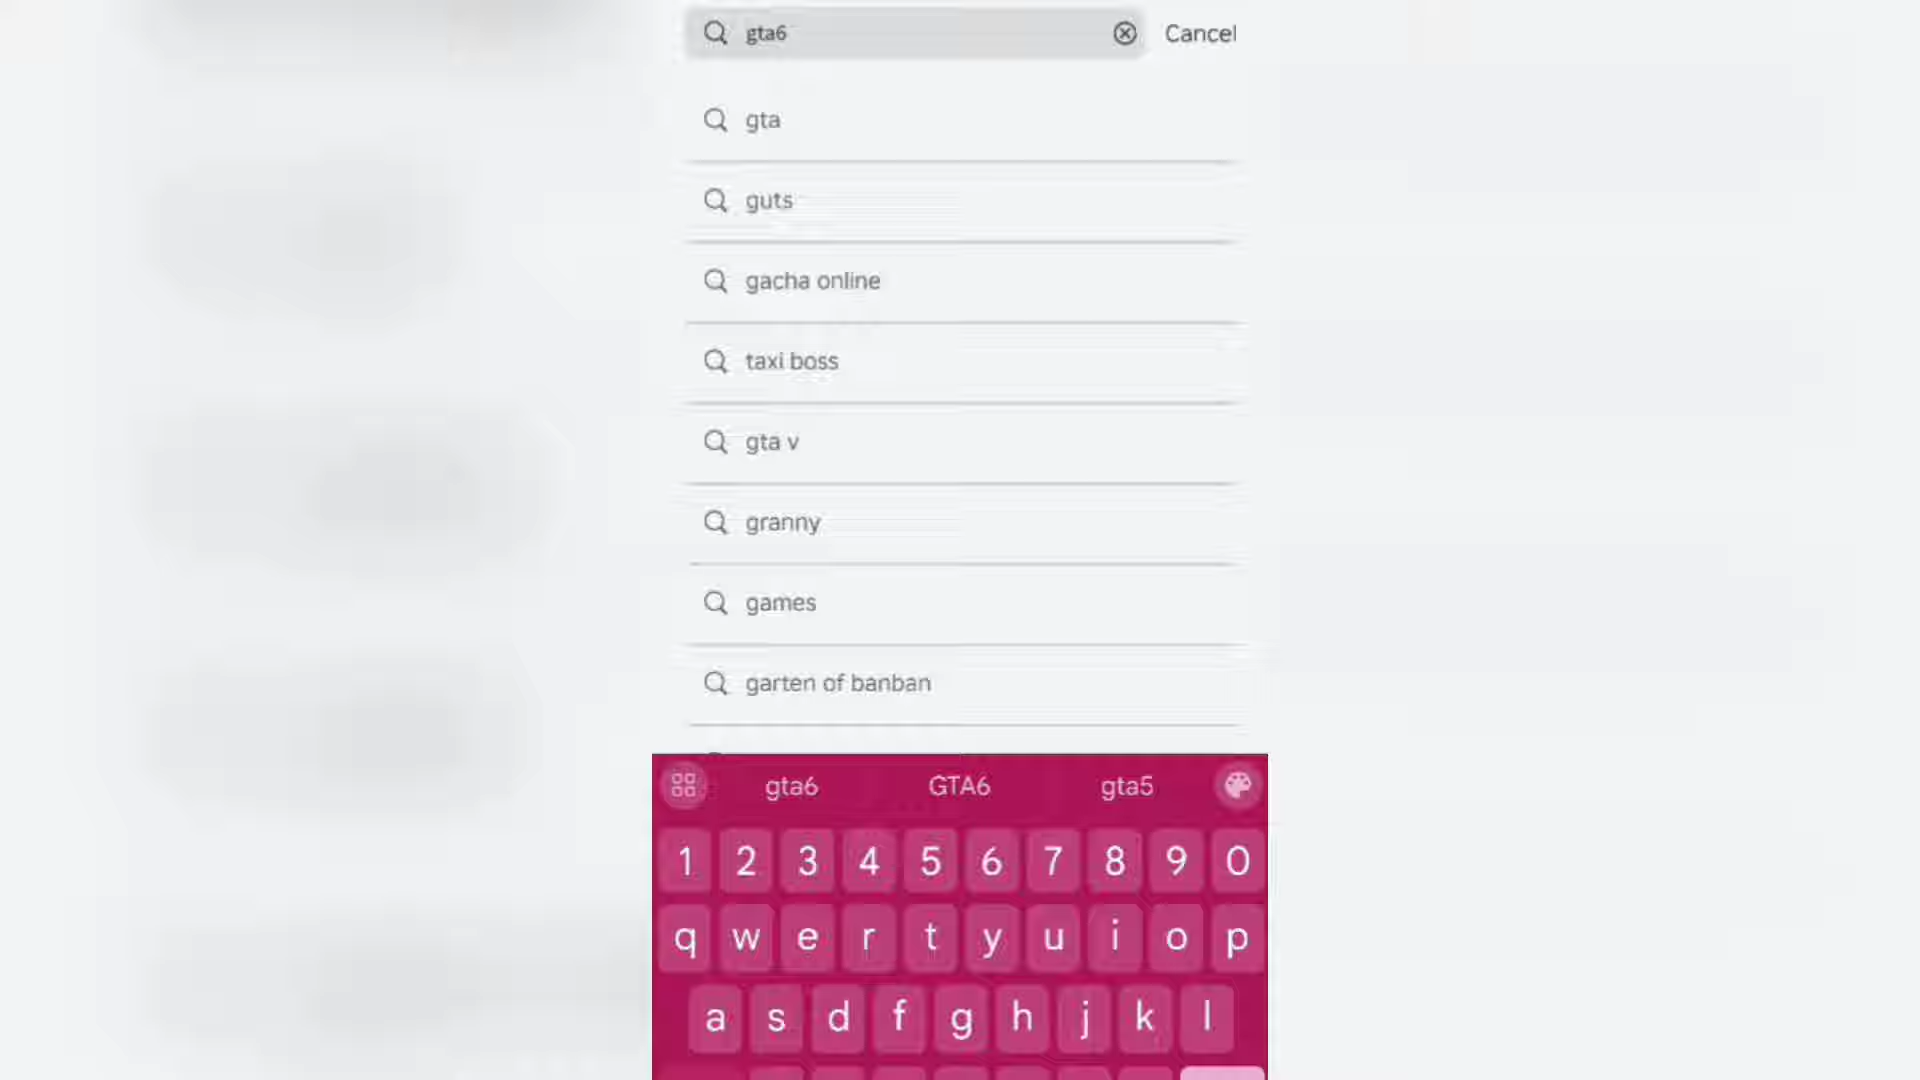 gta6 Cancel
gta
guts
gacha online
taxi boss
gta v
granny
games
garten of banban
gta6 GTA6 gta5
1 2 3 4 5 6 7 8 9 0
q w e r t y u i o p
a s d f g h j k l